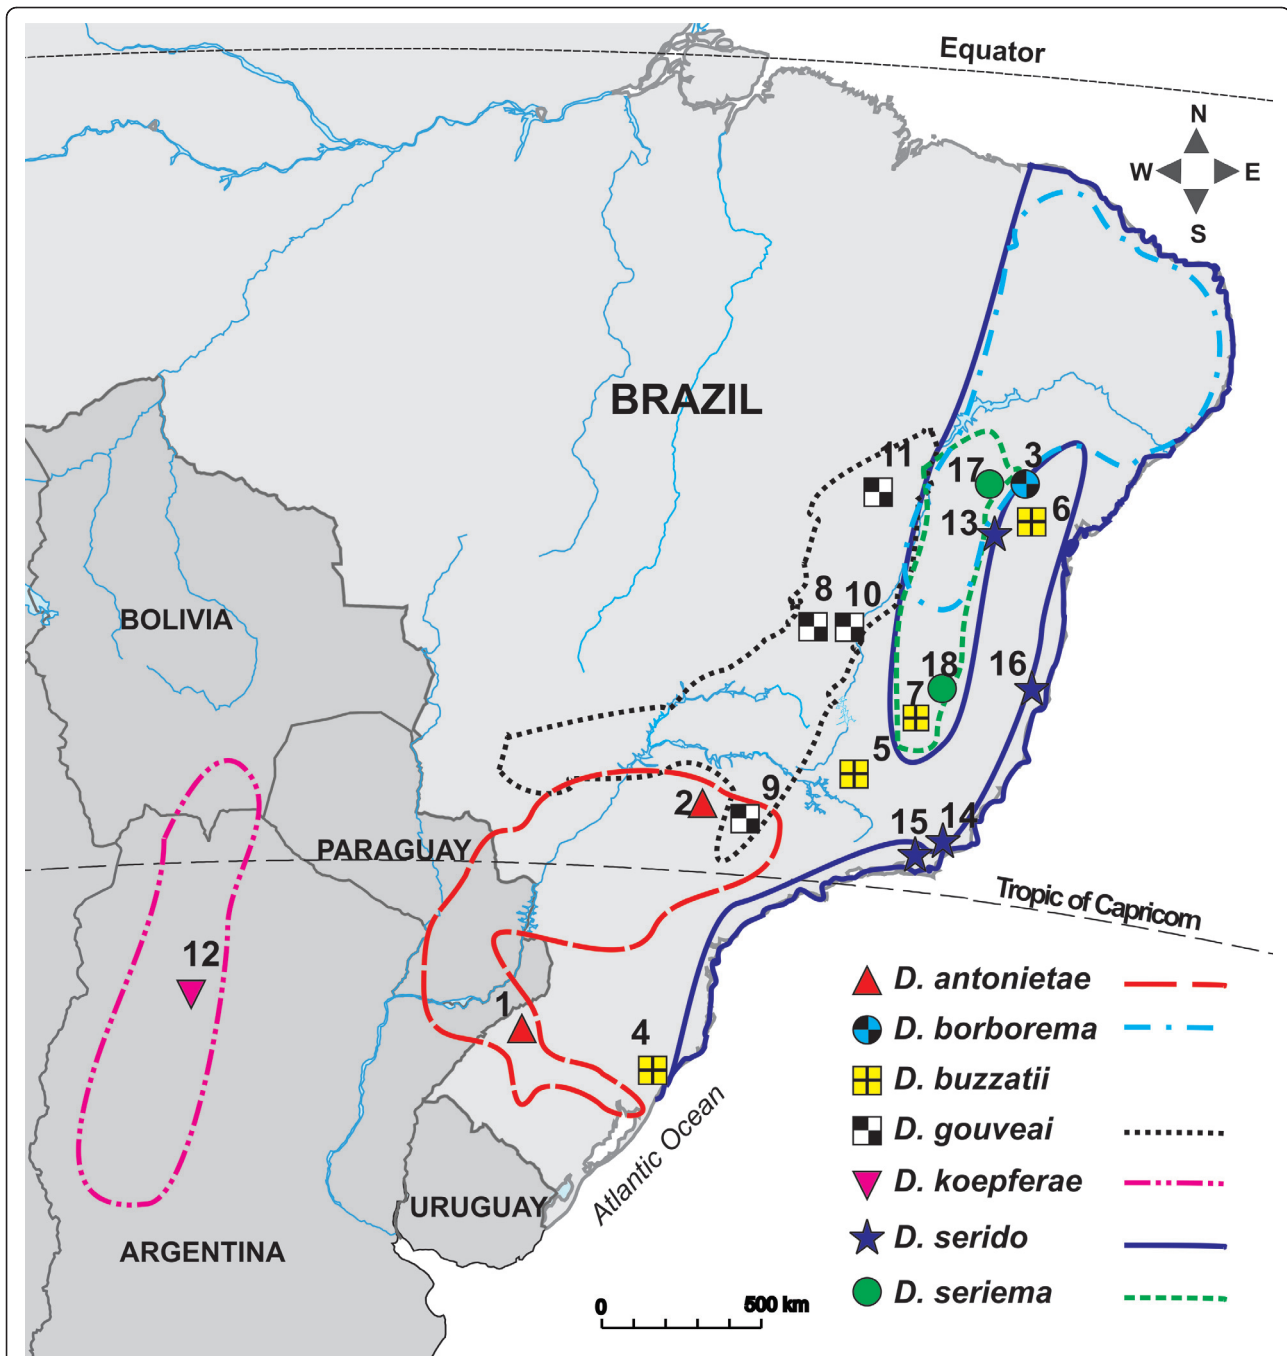 Equator
N
W E
S
BRAZIL
11
17
3
13
6
8
10
BOLIVIA
18
16
7
5
2
9
15
14
PARAGUAY
Tropic of Capricorn
12
1
4
D. antonietae
D. borborema
D. buzzatii
D. gouveai
D. koepferae
D. serido
D. seriema
Atlantic Ocean
URUGUAY
ARGENTINA
0 500 km